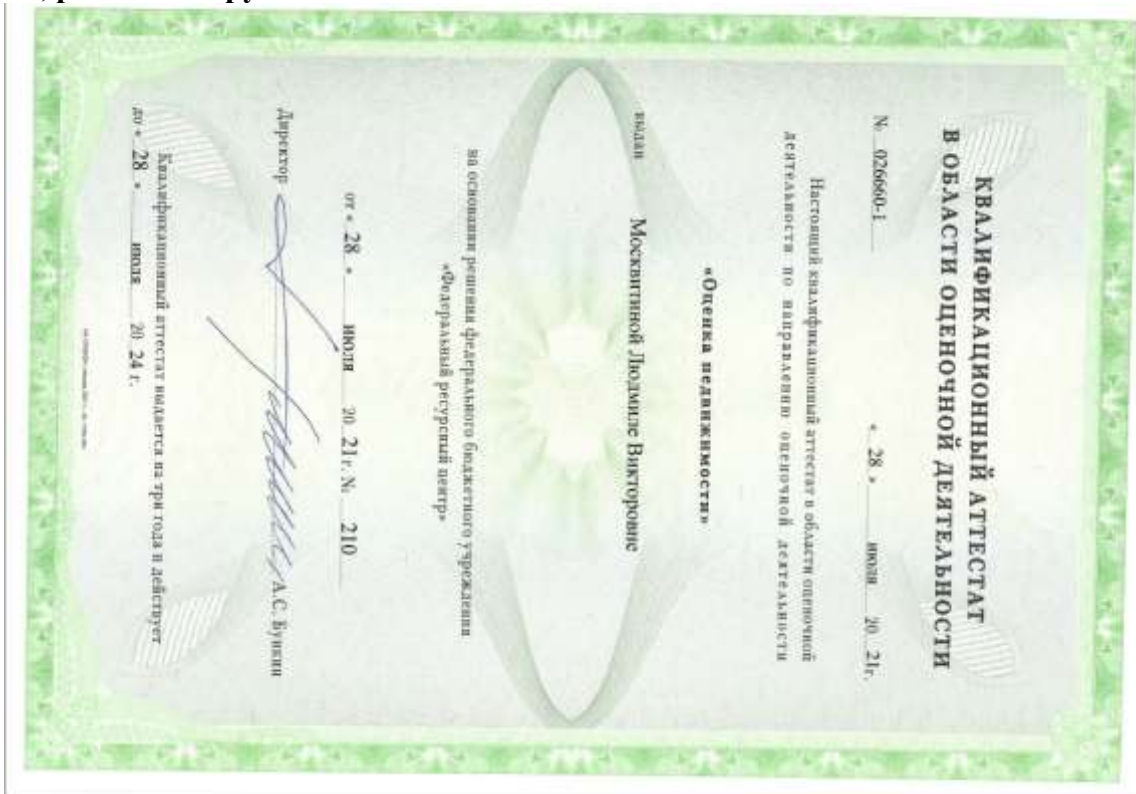 КВАЛИФИКАЦИОННЫЙ АТТЕСТАТ
В ОБЛАСТИ ОЦЕНОЧНОЙ ДЕЯТЕЛЬНОСТИ
№ 026660-1 « 28 » июля 20 21г.
Настоящий квалификационный аттестат в области оценочной
деятельности по направлению оценочной деятельности
«Оценка недвижимости»
выдан Москвитиной Людмиле Викторовне
на основании решения федерального бюджетного учреждения
«Федеральный ресурсный центр»
от « 28 » июля 20 21г. № 210
Директор А.С. Бункин
Квалификационный аттестат выдается на три года и действует
до « 28 » июля 20 24 г.